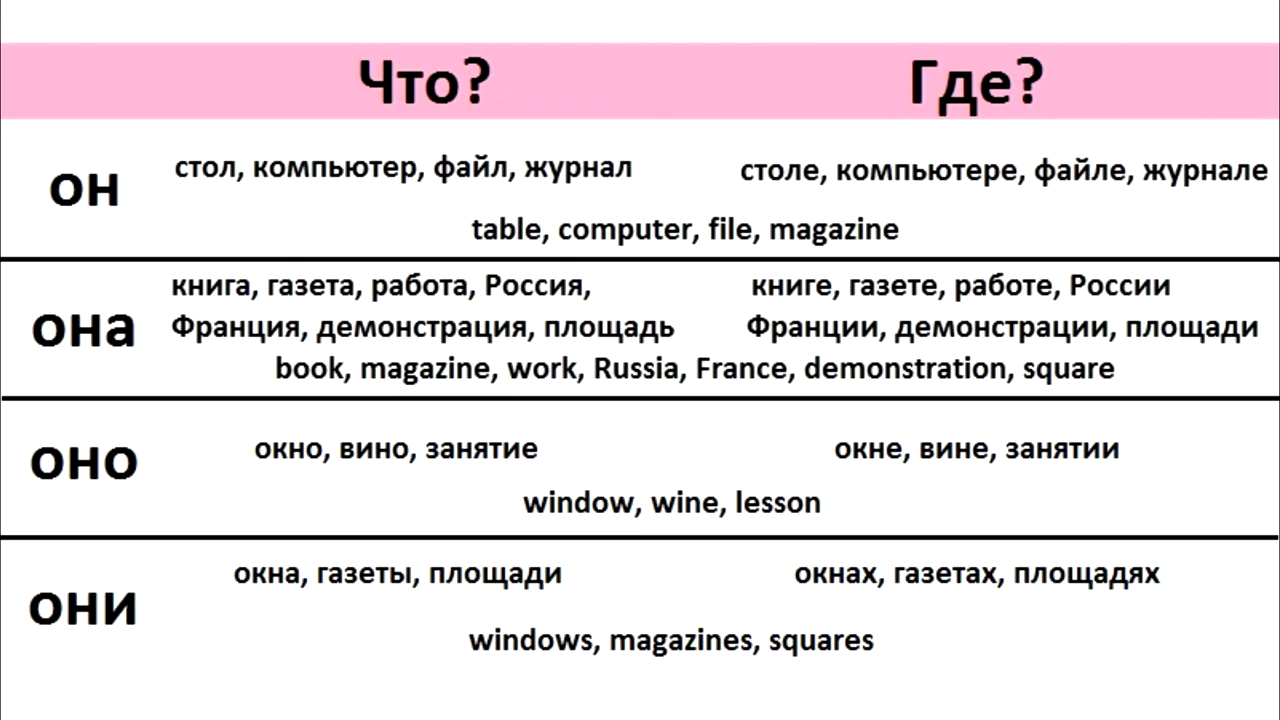 Что? Где?
он
стол, компьютер, файл, журнал
столе, компьютере, файле, журнале
table, computer, file, magazine
она
книга, газета, работа, Россия,
Франция, демонстрация, площадь
книге, газете, работе, России
Франции, демонстрации, площади
book, magazine, work, Russia, France, demonstration, square
оно
окно, вино, занятие
окне, вине, занятии
window, wine, lesson
они
окна, газеты, площади
окнах, газетах, площадях
windows, magazines, squares